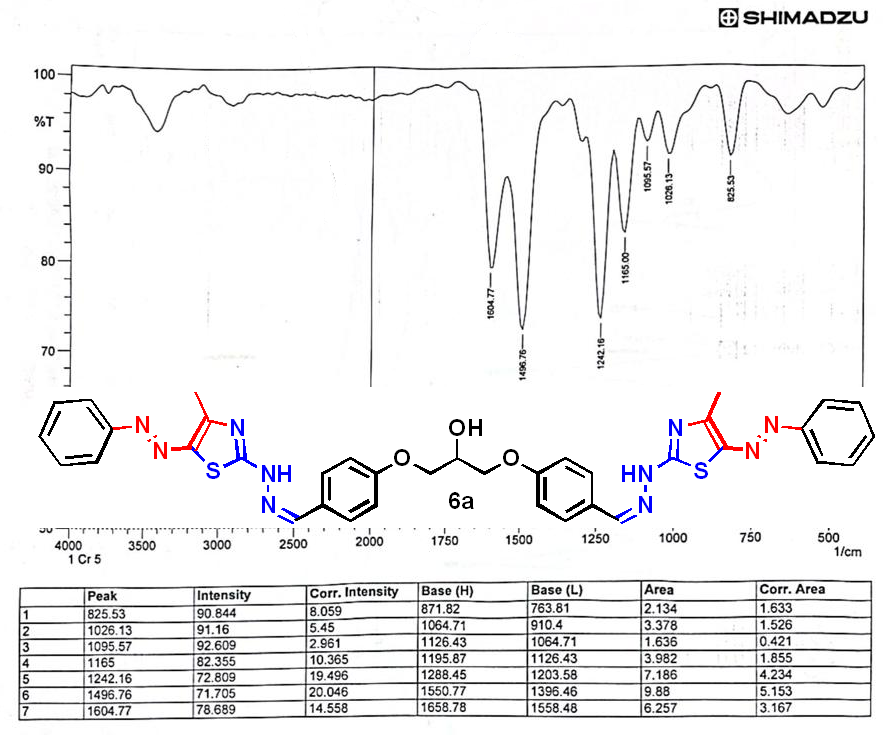 SHIMADZU
100
%T
90
80
70
1604.77
1496.76
1242.16
1165.00
1095.57
1026.13
825.53
N
N
S
N
NH
N
O
OH
O
6a
N
HN
N
S
N
N
4000 3000 2500 2000 1750 1500 1250 1000 750 500
1 Cr 5 1/cm
Peak Intensity Corr. Intensity Base (H) Base (L) Area Corr. Area
1 825.53 90.844 8.059 871.82 763.81 2.134 1.633
2 1026.13 91.16 5.45 1064.71 910.4 3.378 1.526
3 1095.57 92.609 2.961 1126.43 1064.71 1.636 0.421
4 1165 82.355 10.365 1195.87 1126.43 3.982 1.855
5 1242.16 72.809 19.496 1288.45 1203.58 7.186 4.234
6 1496.76 71.705 20.046 1550.77 1396.46 9.88 5.153
7 1604.77 78.689 14.558 1658.78 1558.48 6.257 3.167